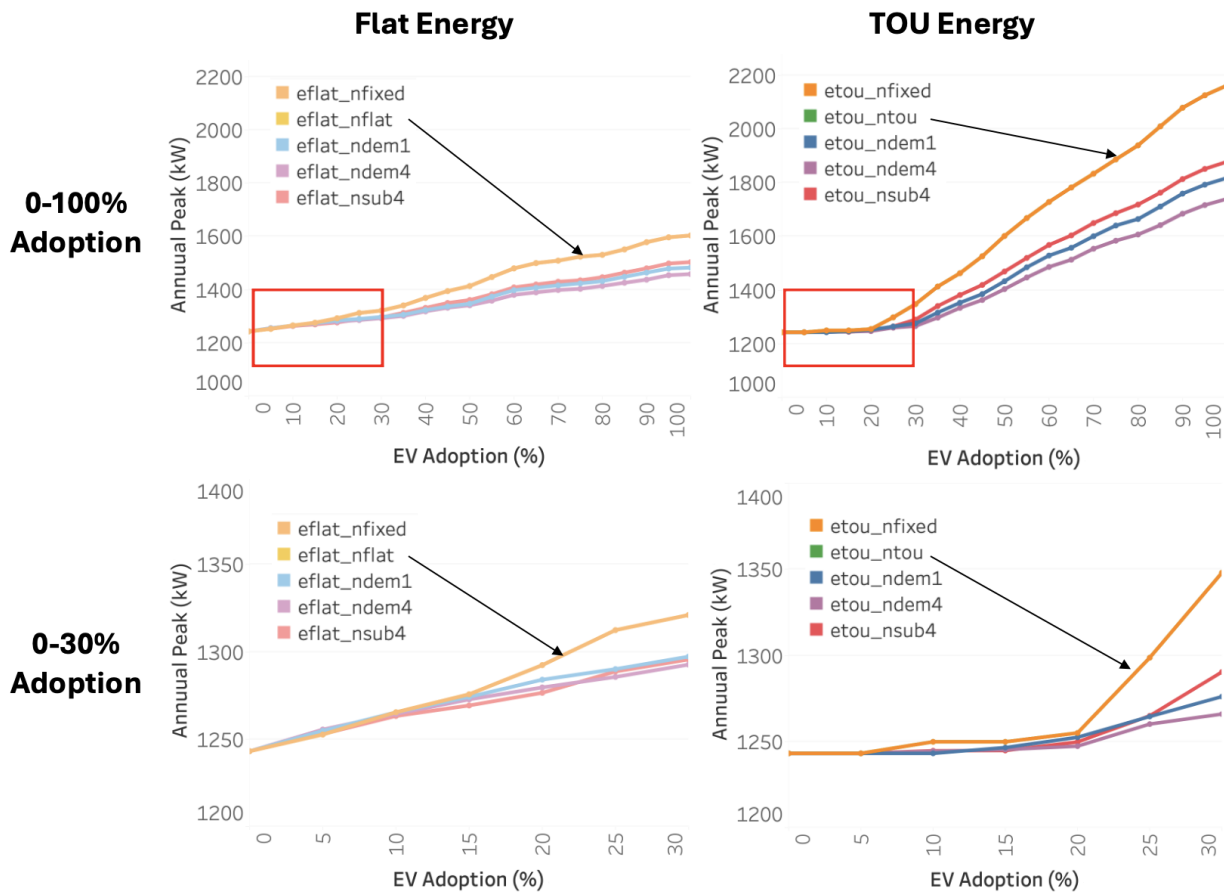 Flat Energy
TOU Energy
0-100%
Adoption
Annuual Peak (kW)
2200
2000
1800
1600
1400
1200
1000
eflat_nfixed
eflat_nflat
eflat_ndem1
eflat_ndem4
eflat_nsub4
0
10
20
30
40
50
60
70
80
90
100
EV Adoption (%)
Annuual Peak (kW)
2200
2000
1800
1600
1400
1200
1000
etou_nfixed
etou_ntou
etou_ndem1
etou_ndem4
etou_nsub4
0
10
20
30
40
50
60
70
80
90
100
EV Adoption (%)
0-30%
Adoption
Annuual Peak (kW)
1400
1350
1300
1250
1200
eflat_nfixed
eflat_nflat
eflat_ndem1
eflat_ndem4
eflat_nsub4
0
5
10
15
20
25
30
EV Adoption (%)
Annuual Peak (kW)
1400
1350
1300
1250
1200
etou_nfixed
etou_ntou
etou_ndem1
etou_ndem4
etou_nsub4
0
5
10
15
20
25
30
EV Adoption (%)